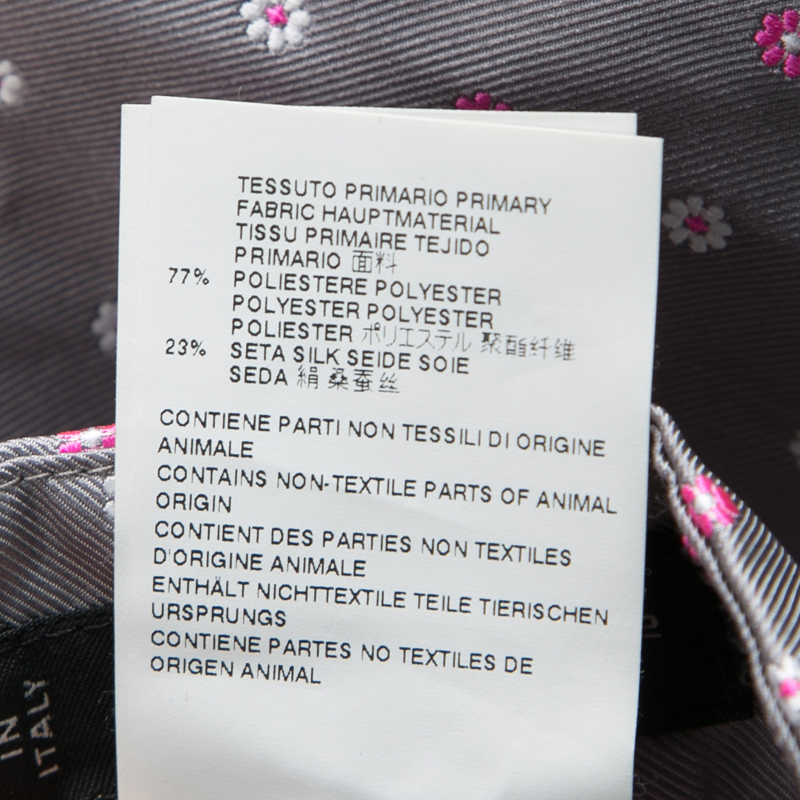 TESSUTO PRIMARIO PRIMARY
FABRIC HAUPTMATERIAL
TISSU PRIMAIRE TEJIDO
PRIMARIO 面料
77% POLIESTERE POLYESTER
POLYESTER POLYESTER
POLIESTER ポリエステル 聚酯纤维
23% SETA SILK SEIDE SOIE
SEDA 絹 桑蚕丝
CONTIENE PARTI NON TESSILI DI ORIGINE
ANIMALE
CONTAINS NON-TEXTILE PARTS OF ANIMAL
ORIGIN
CONTIENT DES PARTIES NON TEXTILES
D'ORIGINE ANIMALE
ENTHÄLT NICHTTEXTILE TEILE TIERISCHEN
URSPRUNGS
CONTIENE PARTES NO TEXTILES DE
ORIGEN ANIMAL
IN
ITALY